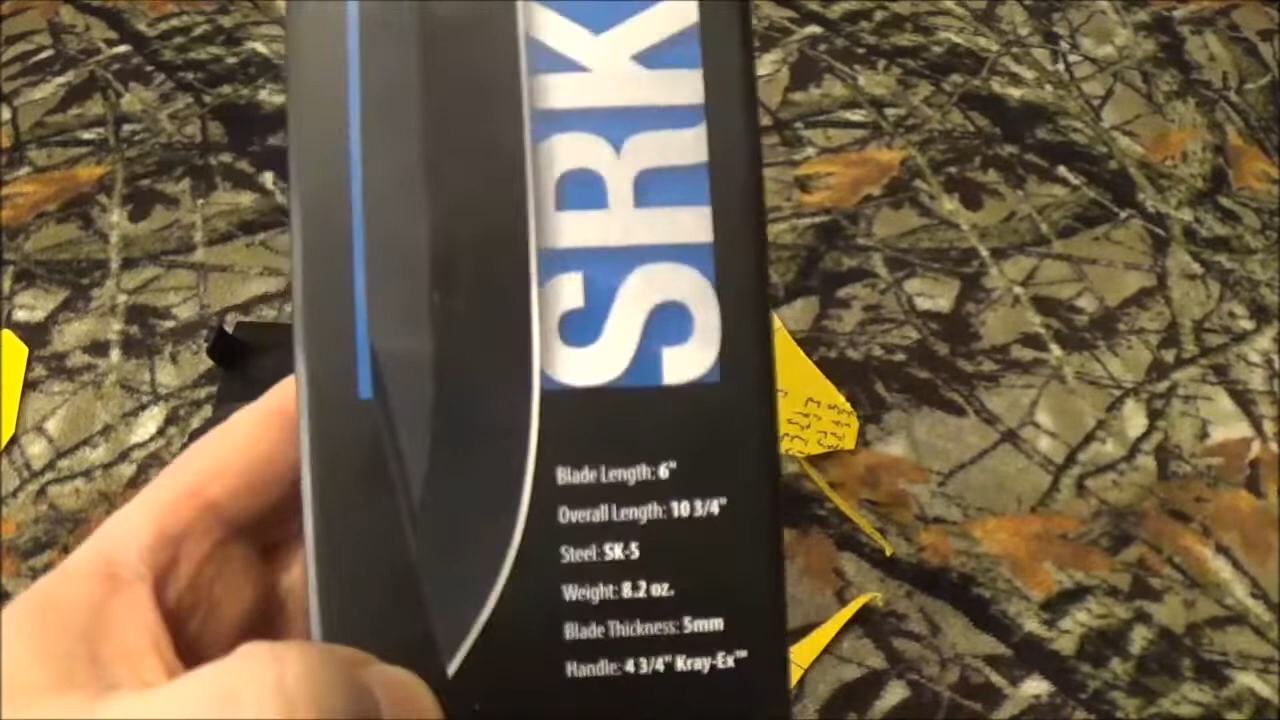 SRK
Blade Length: 6"
Overall Length: 10 3/4"
Steel: SK-5
Weight: 8.2 oz.
Blade Thickness: 5mm
Handle: 4 3/4" Kray-Ex™